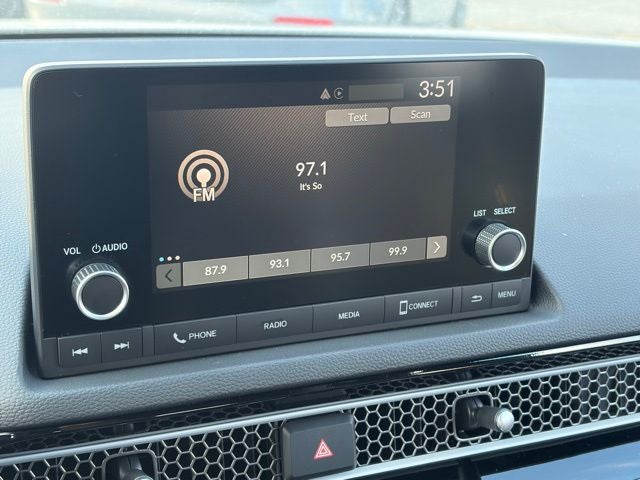 3:51
Text Scan
97.1
It's So
FM
87.9 93.1 95.7 99.9
VOL AUDIO
LIST SELECT
PHONE RADIO MEDIA CONNECT MENU